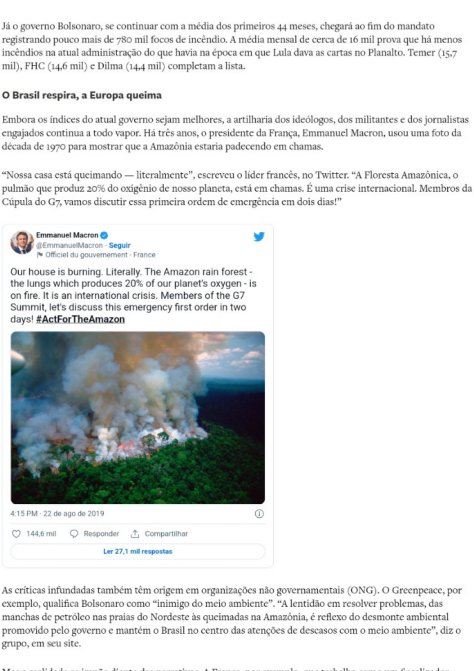 Já o governo Bolsonaro, se continuar com a média dos primeiros 44 meses, chegará ao fim do mandato
registrando pouco mais de 780 mil focos de incêndio. A média mensal de cerca de 16 mil prova que há menos
incêndios na atual administração do que havia na época em que Lula dava as cartas no Planalto. Temer (15,7
mil), FHC (14,6 mil) e Dilma (14,4 mil) completam a lista.
O Brasil respira, a Europa queima
Embora os índices do atual governo sejam melhores, a artilharia dos ideólogos, dos militantes e dos jornalistas
engajados continua a todo vapor. Há três anos, o presidente da França, Emmanuel Macron, usou uma foto da
década de 1970 para mostrar que a Amazônia estaria padecendo em chamas.
“Nossa casa está queimando — literalmente”, escreveu o líder francês, no Twitter. “A Floresta Amazônica, o
pulmão que produz 20% do oxigênio de nosso planeta, está em chamas. É uma crise internacional. Membros da
Cúpula do G7, vamos discutir essa primeira ordem de emergência em dois dias!”
Emmanuel Macron
@EmmanuelMacron · Seguir
Officiel du gouvernement · France
Our house is burning. Literally. The Amazon rain forest -
the lungs which produces 20% of our planet's oxygen - is
on fire. It is an international crisis. Members of the G7
Summit, let's discuss this emergency first order in two
days! #ActForTheAmazon
4:15 PM · 22 de ago de 2019
144,6 mil Responder Compartilhar
Ler 27,1 mil respostas
As críticas infundadas também têm origem em organizações não governamentais (ONG). O Greenpeace, por
exemplo, qualifica Bolsonaro como “inimigo do meio ambiente”. “A lentidão em resolver problemas, das
manchas de petróleo nas praias do Nordeste às queimadas na Amazônia, é reflexo do desmonte ambiental
promovido pelo governo e mantém o Brasil no centro das atenções de descasos com o meio ambiente”, diz o
grupo, em seu site.